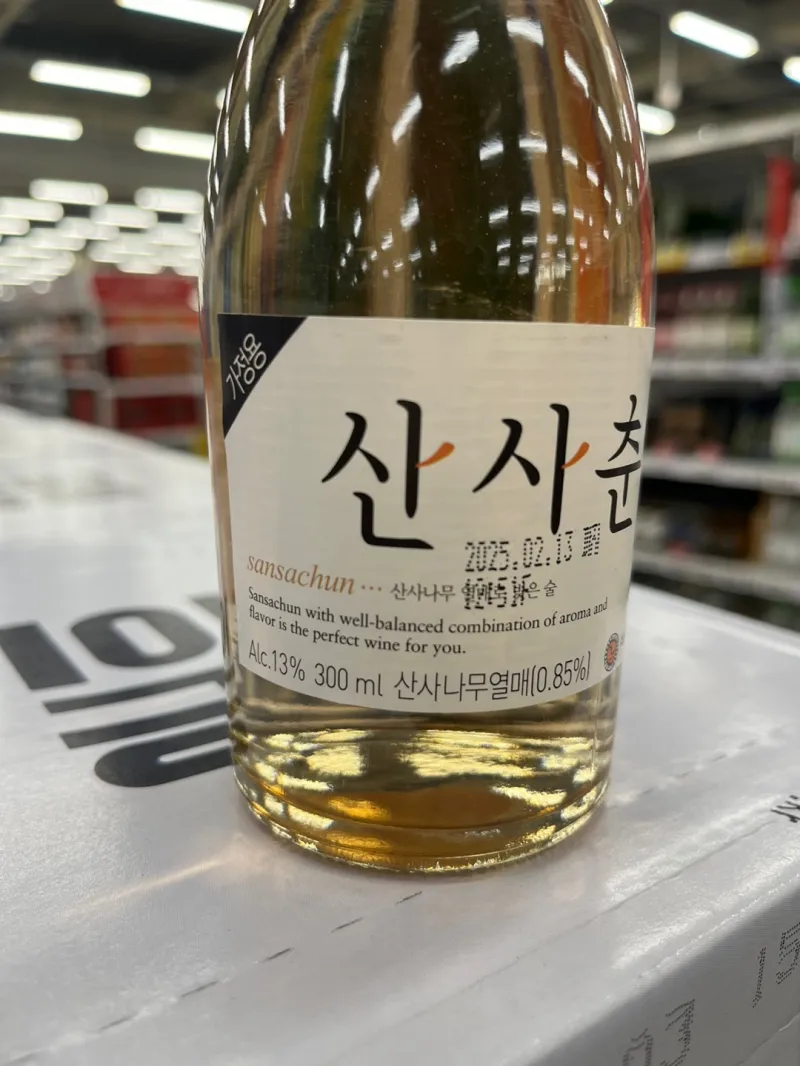 가정용
산사춘
2025.02.13
sansachun ··· 산사나무 술
Sansachun with well-balanced combination of aroma and
flavor is the perfect wine for you.
Alc.13% 300 ml 산사나무열매(0.85%)